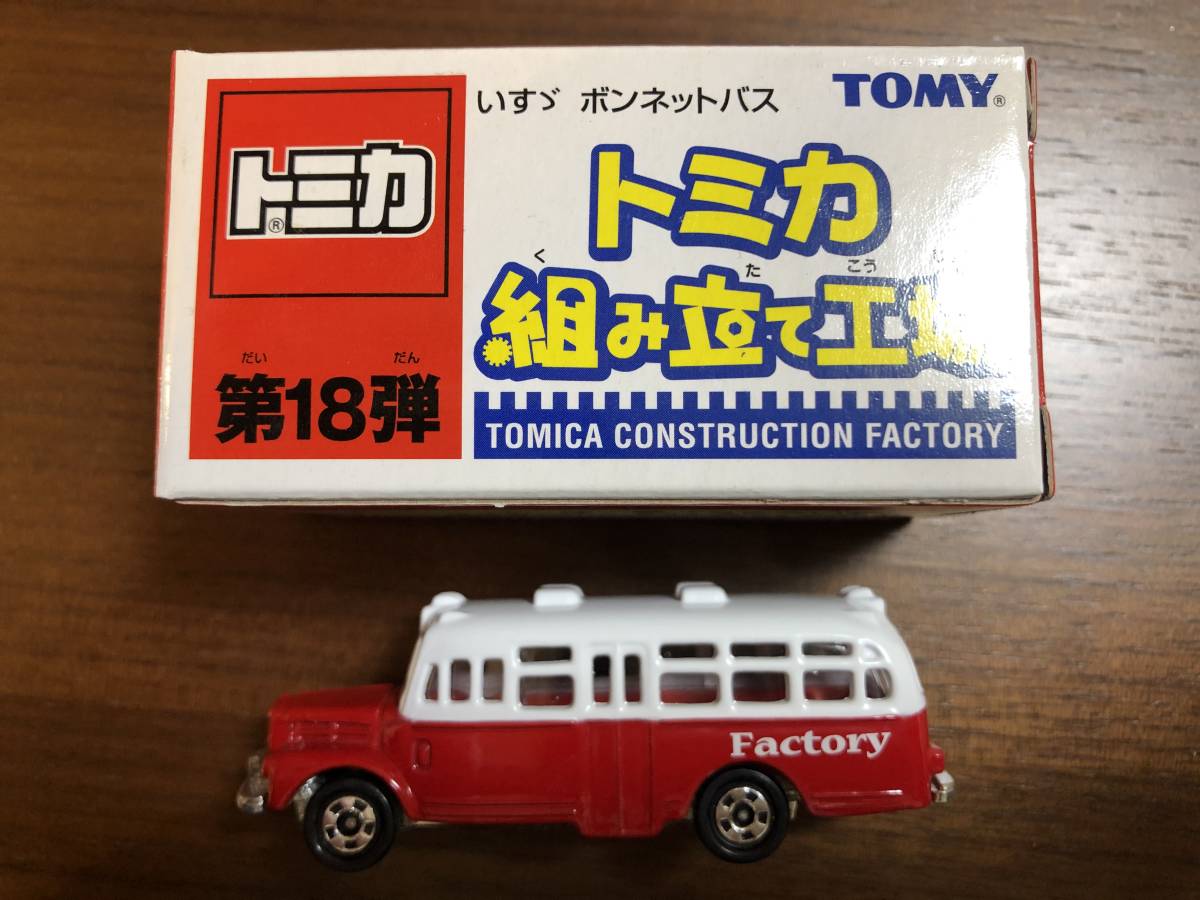 トミカ®
だい だん
第18弾
いすゞ ボンネットバス
TOMY®
トミカ
く た こう
組み立て工
TOMICA CONSTRUCTION FACTORY
Factory